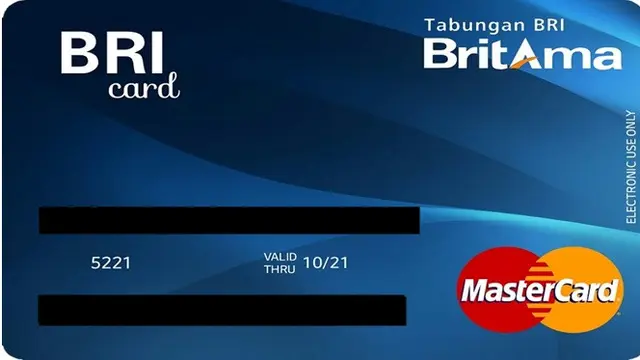 BRI
card
Tabungan BRI
BritAma
ELECTRONIC USE ONLY
5221
VALID
THRU
10/21
MasterCard